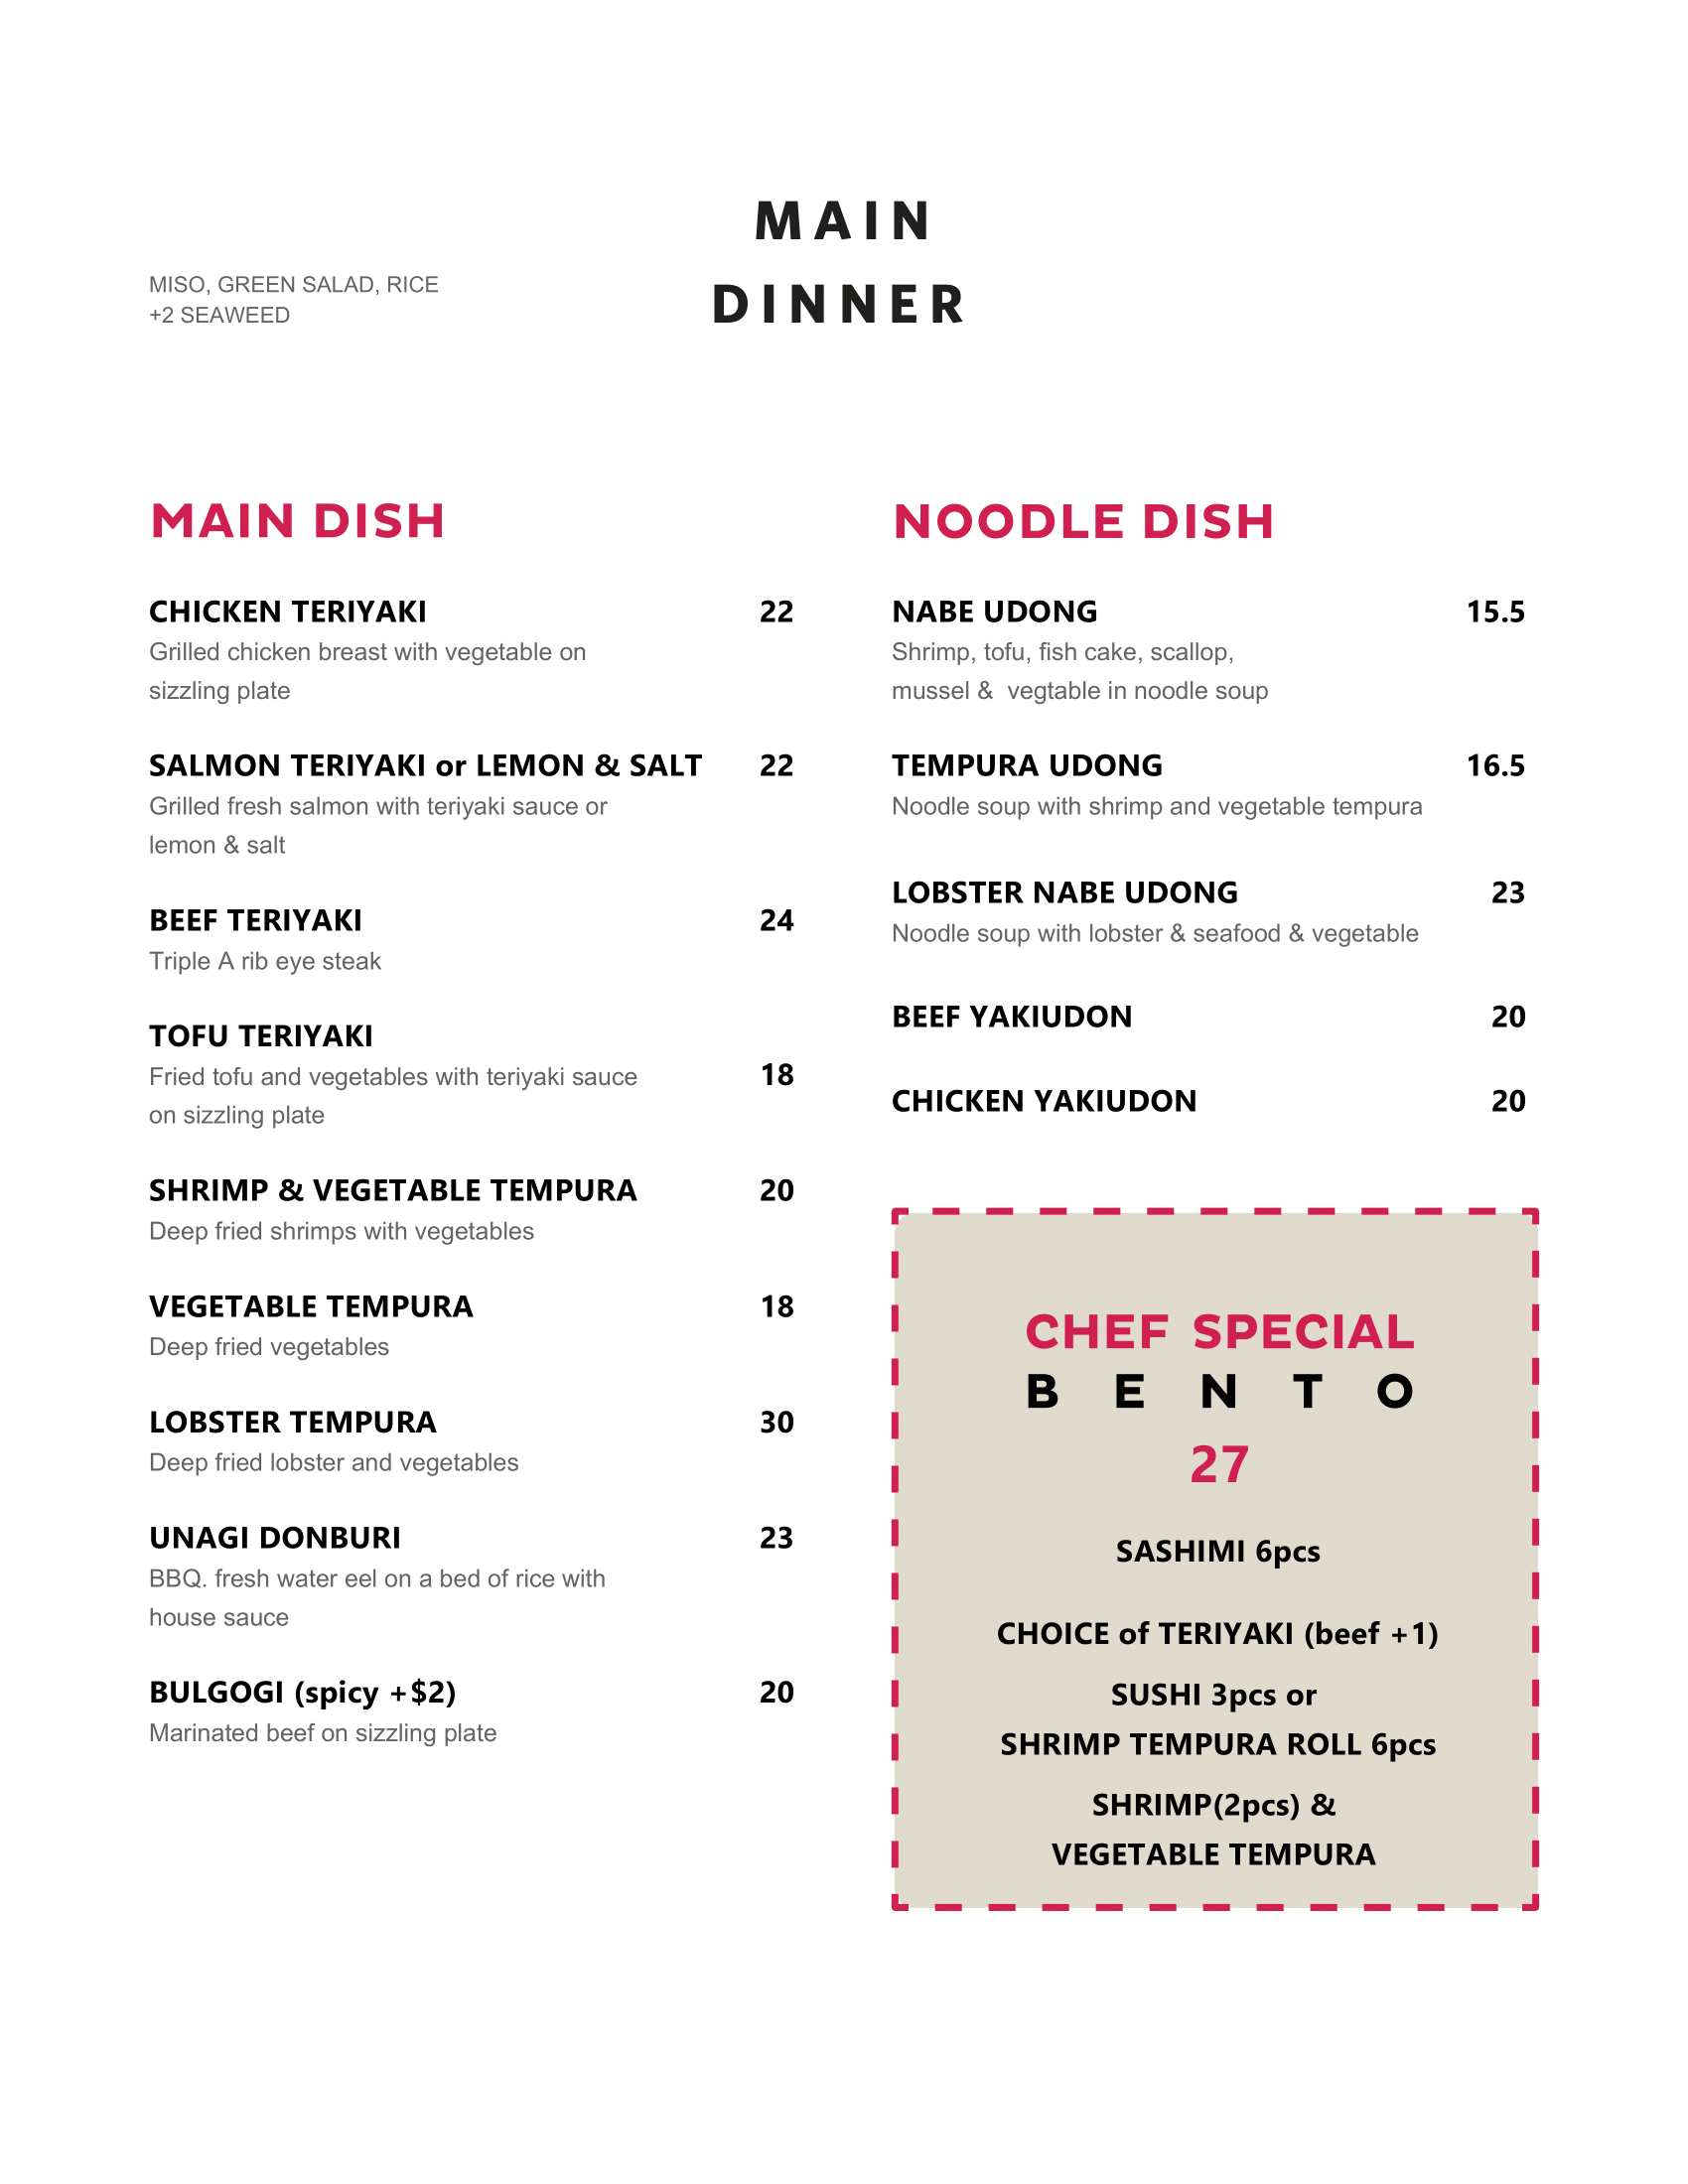 MAIN
DINNER
MISO, GREEN SALAD, RICE
+2 SEAWEED
MAIN DISH
CHICKEN TERIYAKI 22
Grilled chicken breast with vegetable on
sizzling plate
SALMON TERIYAKI or LEMON & SALT 22
Grilled fresh salmon with teriyaki sauce or
lemon & salt
BEEF TERIYAKI 24
Triple A rib eye steak
TOFU TERIYAKI
Fried tofu and vegetables with teriyaki sauce 18
on sizzling plate
SHRIMP & VEGETABLE TEMPURA 20
Deep fried shrimps with vegetables
VEGETABLE TEMPURA 18
Deep fried vegetables
LOBSTER TEMPURA 30
Deep fried lobster and vegetables
UNAGI DONBURI 23
BBQ. fresh water eel on a bed of rice with
house sauce
BULGOGI (spicy +$2) 20
Marinated beef on sizzling plate
NOODLE DISH
NABE UDONG 15.5
Shrimp, tofu, fish cake, scallop,
mussel &  vegtable in noodle soup
TEMPURA UDONG 16.5
Noodle soup with shrimp and vegetable tempura
LOBSTER NABE UDONG 23
Noodle soup with lobster & seafood & vegetable
BEEF YAKIUDON 20
CHICKEN YAKIUDON 20
CHEF SPECIAL
BENTO
27
SASHIMI 6pcs
CHOICE of TERIYAKI (beef +1)
SUSHI 3pcs or
SHRIMP TEMPURA ROLL 6pcs
SHRIMP(2pcs) &
VEGETABLE TEMPURA